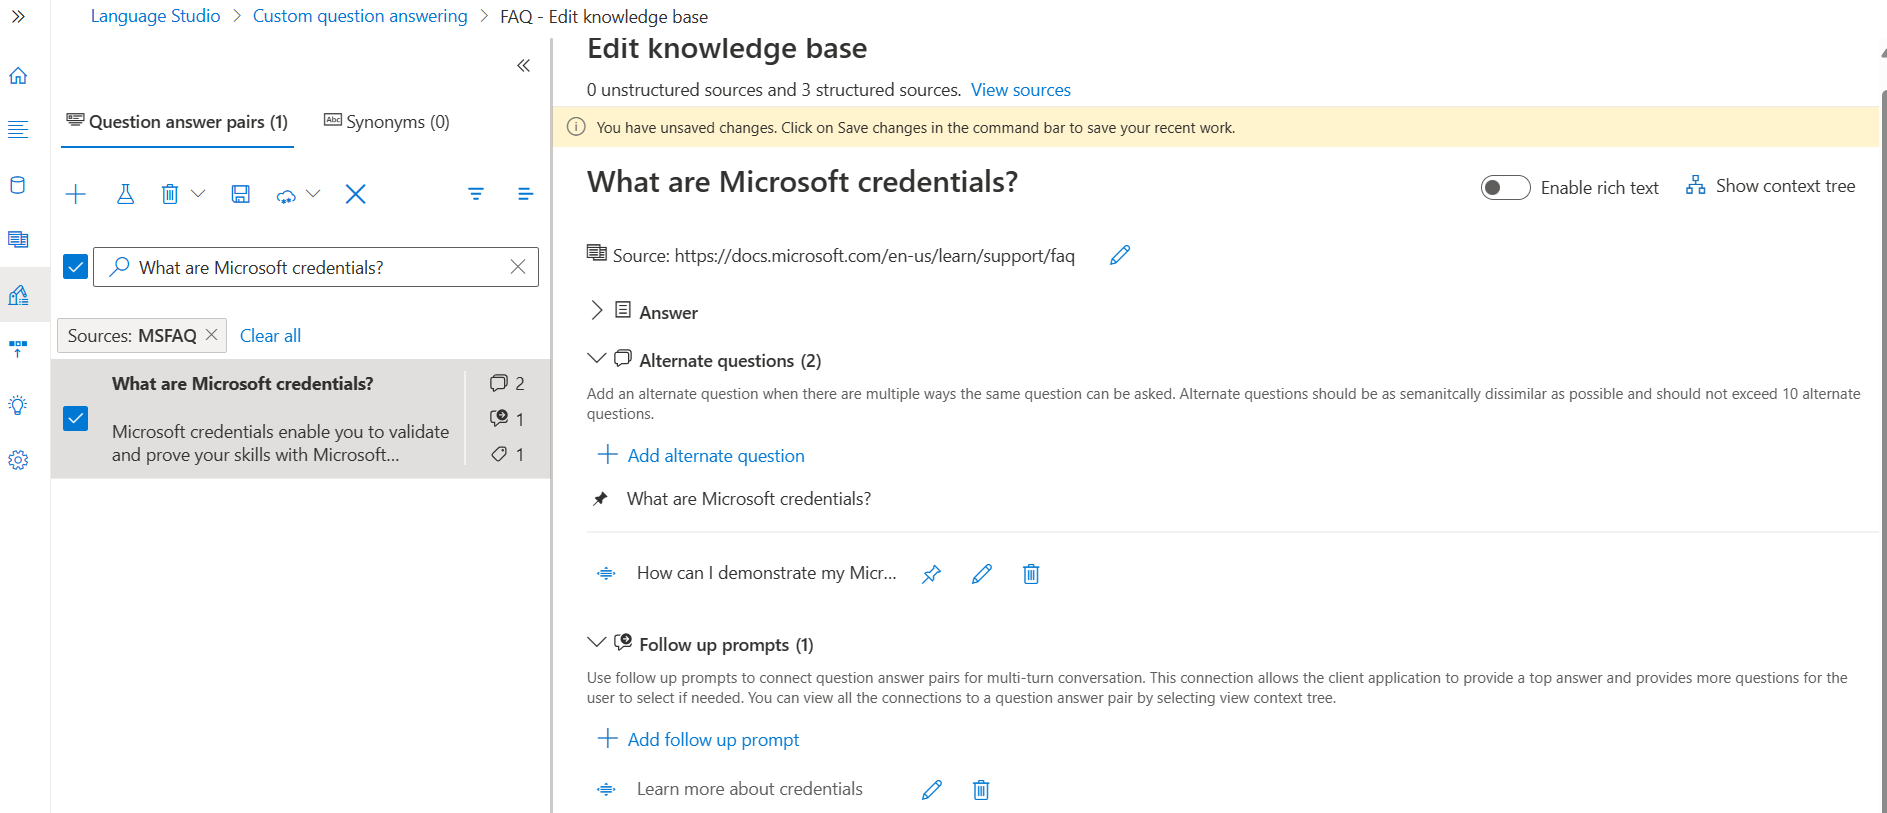 Language Studio > Custom question answering > FAQ - Edit knowledge base
Question answer pairs (1)
Synonyms (0)
What are Microsoft credentials?
Sources: MSFAQ
Clear all
What are Microsoft credentials?
2
Microsoft credentials enable you to validate
and prove your skills with Microsoft...
1
1
Edit knowledge base
0 unstructured sources and 3 structured sources. View sources
You have unsaved changes. Click on Save changes in the command bar to save your recent work.
What are Microsoft credentials?
Enable rich text
Show context tree
Source: https://docs.microsoft.com/en-us/learn/support/faq
Answer
Alternate questions (2)
Add an alternate question when there are multiple ways the same question can be asked. Alternate questions should be as semanitcally dissimilar as possible and should not exceed 10 alternate
questions.
Add alternate question
What are Microsoft credentials?
How can I demonstrate my Micr...
Follow up prompts (1)
Use follow up prompts to connect question answer pairs for multi-turn conversation. This connection allows the client application to provide a top answer and provides more questions for the
user to select if needed. You can view all the connections to a question answer pair by selecting view context tree.
Add follow up prompt
Learn more about credentials